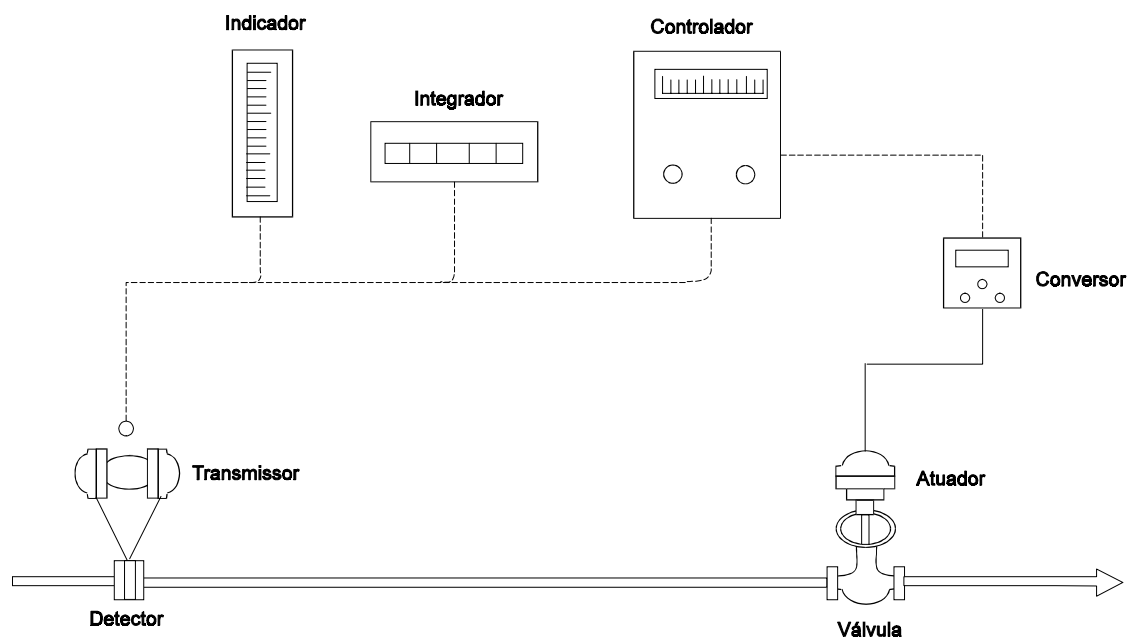 Indicador
Controlador
Integrador
Conversor
Transmissor
Atuador
Detector
Válvula